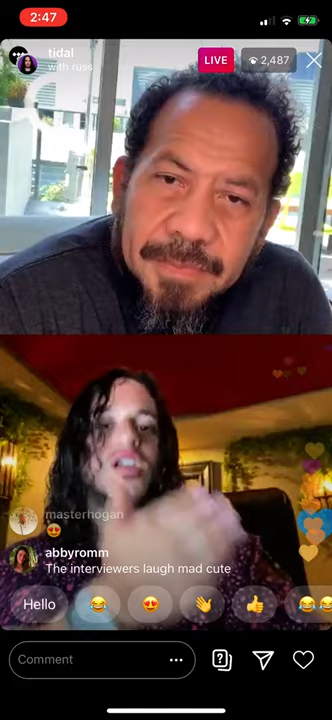 2:47
tidal
with russ
LIVE
2,487
masterhogan
😍
abbyromm
The interviewers laugh mad cute
Hello
😂
😍
👋
👍
😂😂
Comment